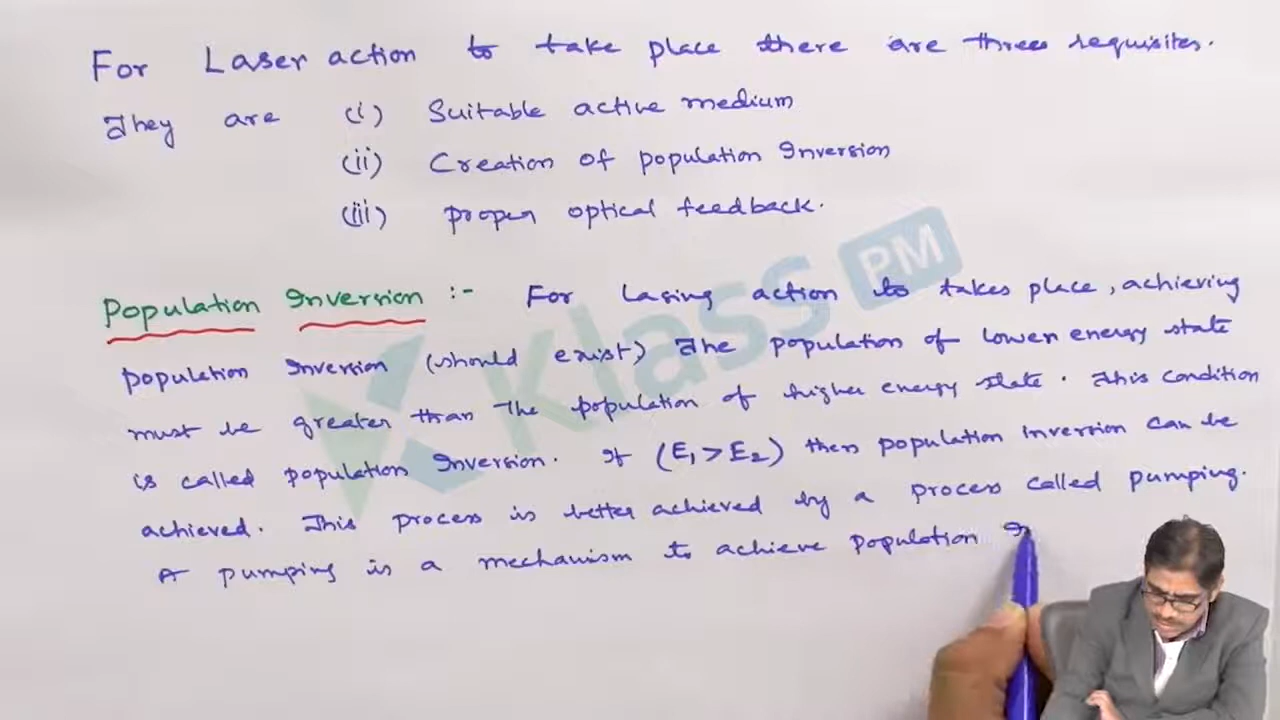 For Laser action to take place there are three requisites.
They are (i) Suitable active medium
(ii) Creation of population Inversion
(iii) proper optical feedback.
Klass PM
Population Inversion :- For Lasing action to takes place, achieving
population Inversion (should exist) The population of lower energy state
must be greater than The population of higher energy state. This condition
is called population Inversion. If (E₁ > E₂) then population inversion can be
achieved. This process is better achieved by a process called pumping.
A pumping is a mechanism to achieve population In